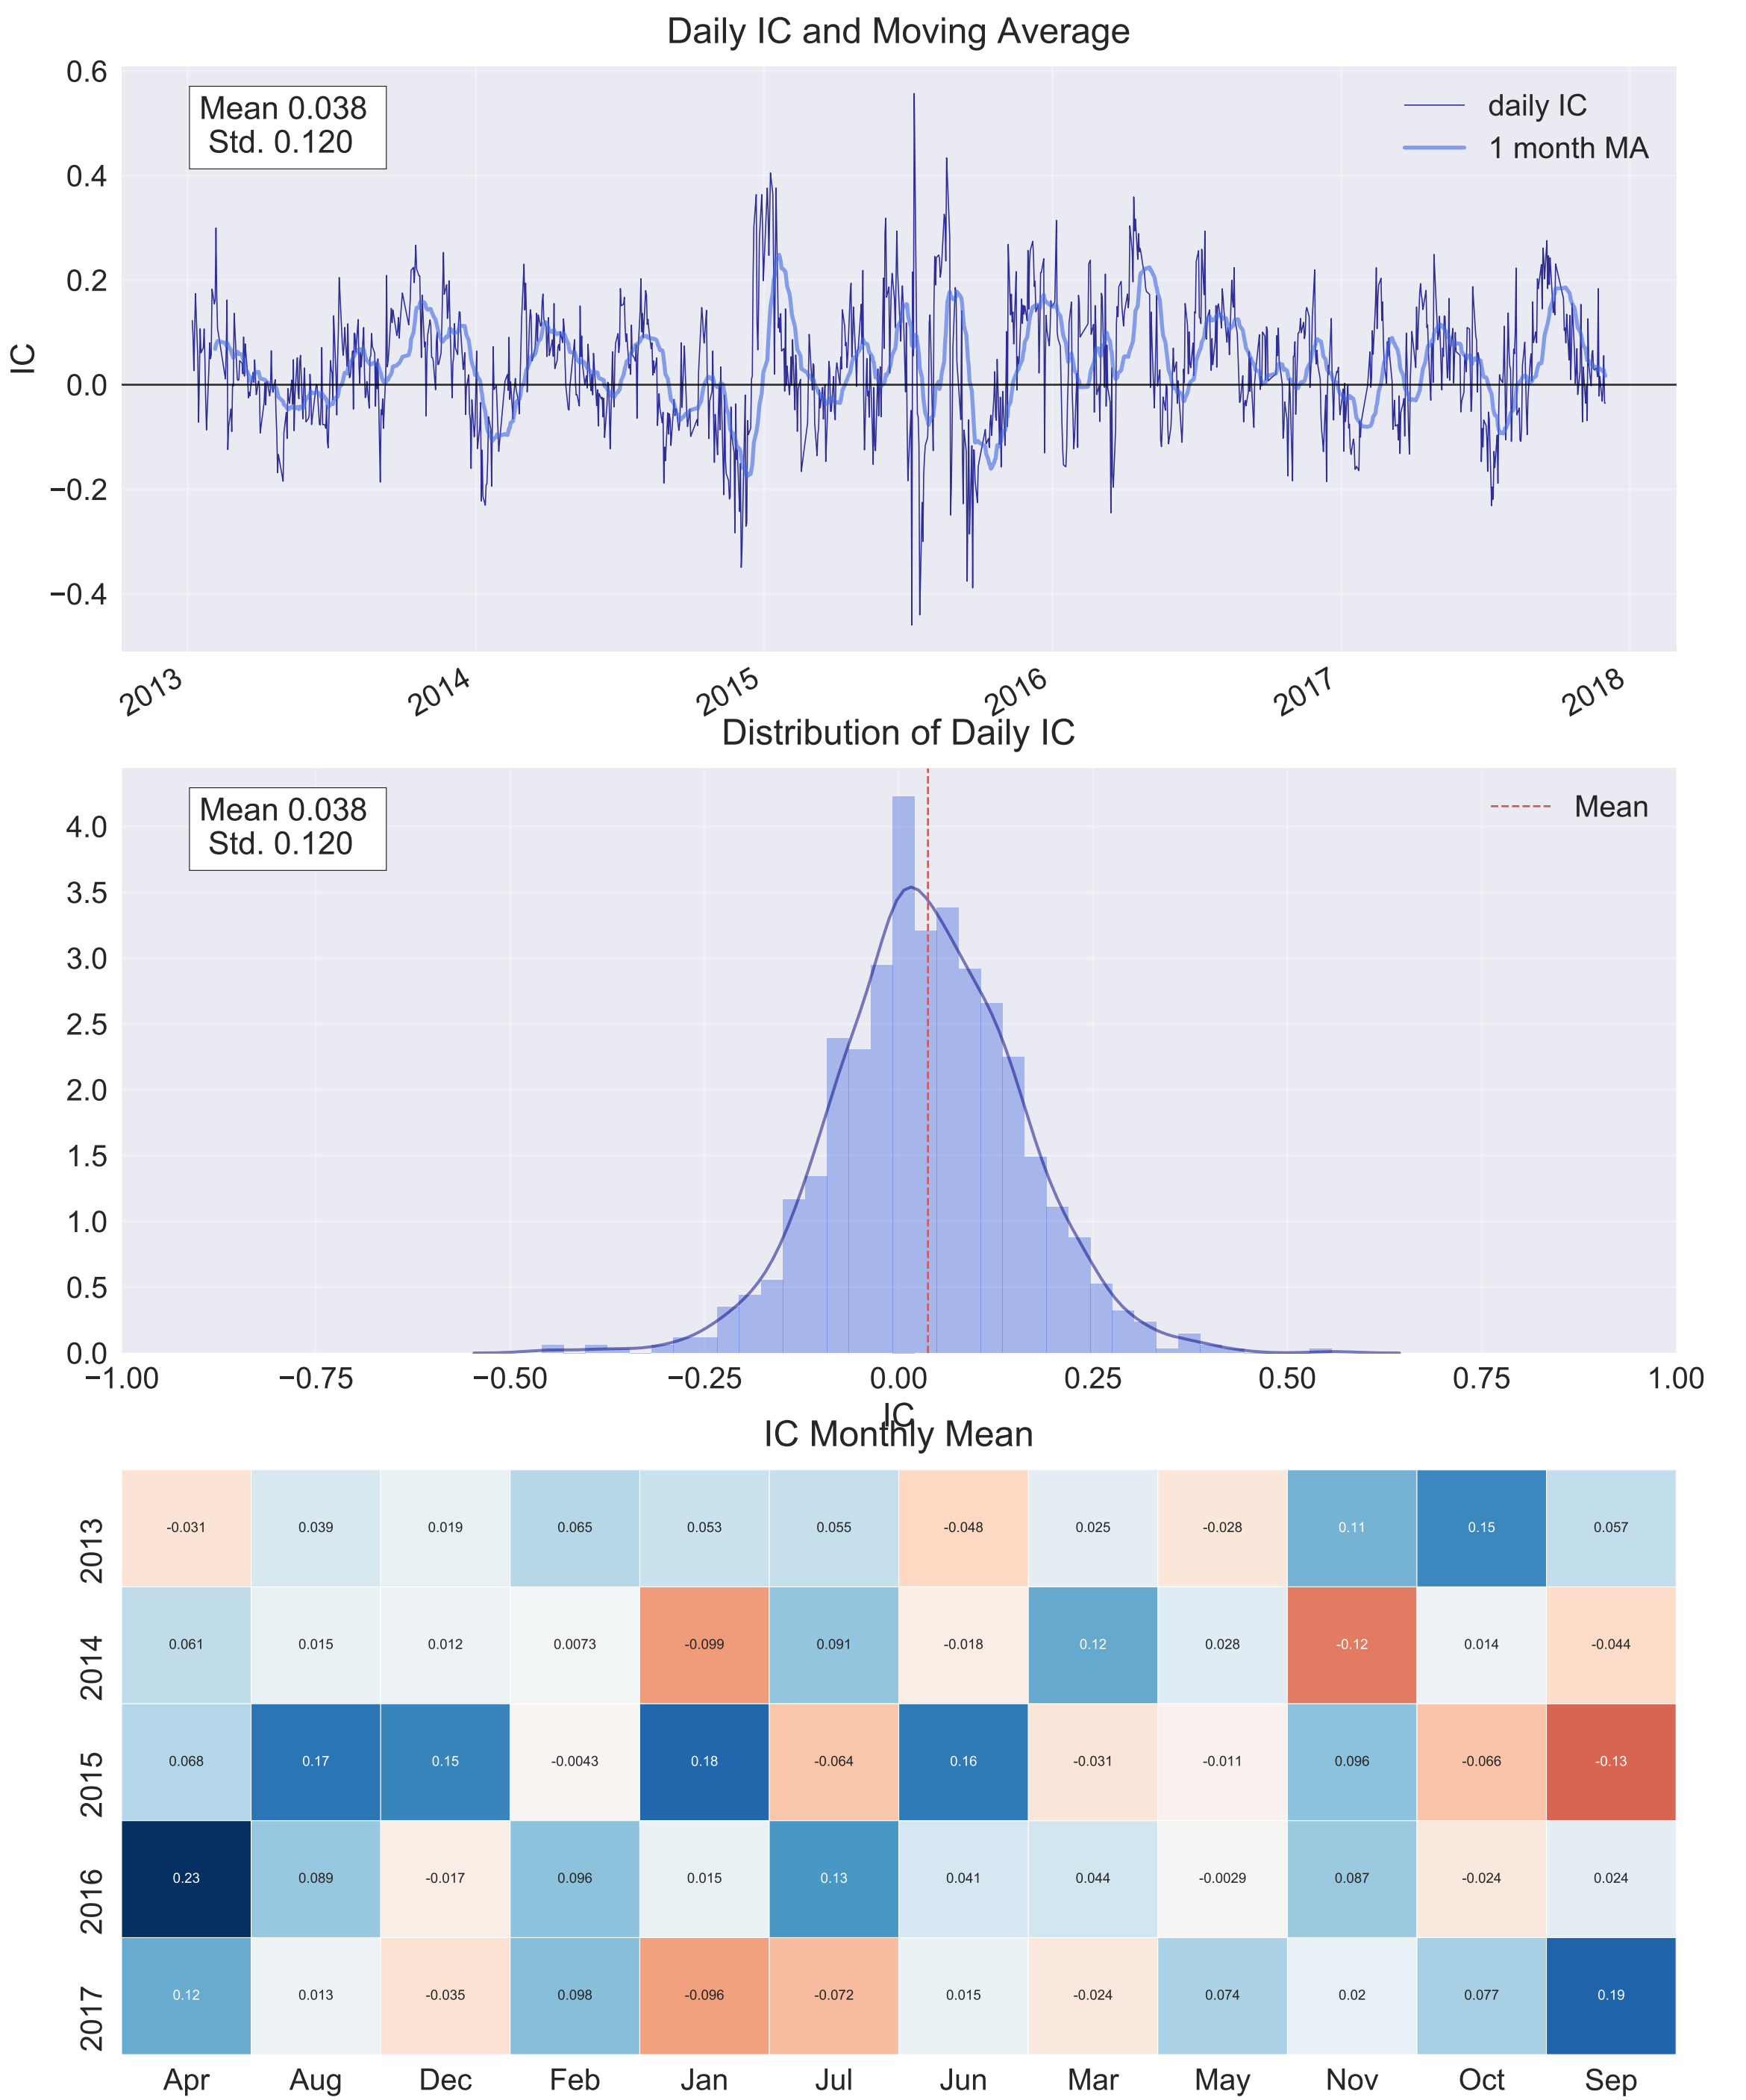 Daily IC and Moving Average
0.6
0.4
0.2
0.0
−0.2
−0.4
IC
Mean 0.038
Std. 0.120
daily IC
1 month MA
2013
2014
2015
2016
2017
2018
Distribution of Daily IC
4.0
3.5
3.0
2.5
2.0
1.5
1.0
0.5
0.0
Mean 0.038
Std. 0.120
Mean
−1.00 −0.75 −0.50 −0.25 0.00 0.25 0.50 0.75 1.00
IC
IC Monthly Mean
2013 -0.031 0.039 0.019 0.065 0.053 0.055 -0.048 0.025 -0.028 0.11 0.15 0.057
2014 0.061 0.015 0.012 0.0073 -0.099 0.091 -0.018 0.12 0.028 -0.12 0.014 -0.044
2015 0.068 0.17 0.15 -0.0043 0.18 -0.064 0.16 -0.031 -0.011 0.096 -0.066 -0.13
2016 0.23 0.089 -0.017 0.096 0.015 0.13 0.041 0.044 -0.0029 0.087 -0.024 0.024
2017 0.12 0.013 -0.035 0.098 -0.096 -0.072 0.015 -0.024 0.074 0.02 0.077 0.19
Apr Aug Dec Feb Jan Jul Jun Mar May Nov Oct Sep